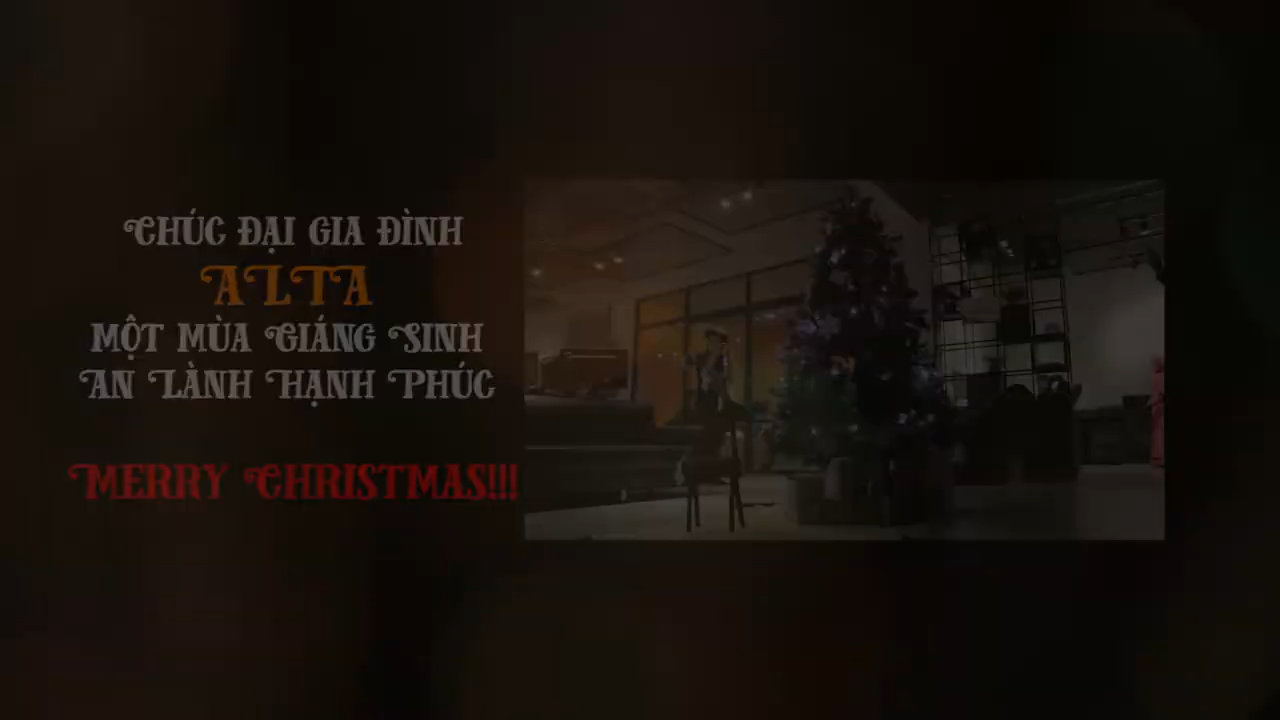 CHÚC ĐẠI GIA ĐÌNH
ALTA
MỘT MÙA GIÁNG SINH
AN LÀNH HẠNH PHÚC
MERRY CHRISTMAS!!!